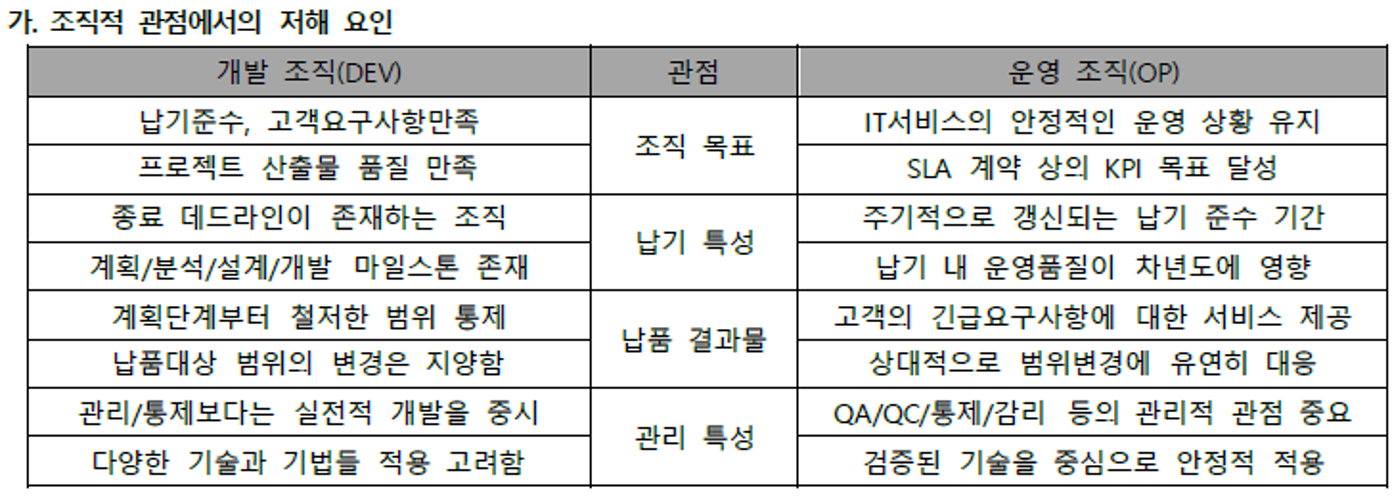 가. 조직적 관점에서의 저해 요인
개발 조직(DEV) 관점 운영 조직(OP)
납기준수, 고객요구사항만족 IT서비스의 안정적인 운영 상황 유지
조직 목표
프로젝트 산출물 품질 만족 SLA 계약 상의 KPI 목표 달성
종료 데드라인이 존재하는 조직 주기적으로 갱신되는 납기 준수 기간
납기 특성
계획/분석/설계/개발 마일스톤 존재 납기 내 운영품질이 차년도에 영향
계획단계부터 철저한 범위 통제 고객의 긴급요구사항에 대한 서비스 제공
납품 결과물
납품대상 범위의 변경은 지양함 상대적으로 범위변경에 유연히 대응
관리/통제보다는 실전적 개발을 중시 QA/QC/통제/감리 등의 관리적 관점 중요
관리 특성
다양한 기술과 기법들 적용 고려함 검증된 기술을 중심으로 안정적 적용